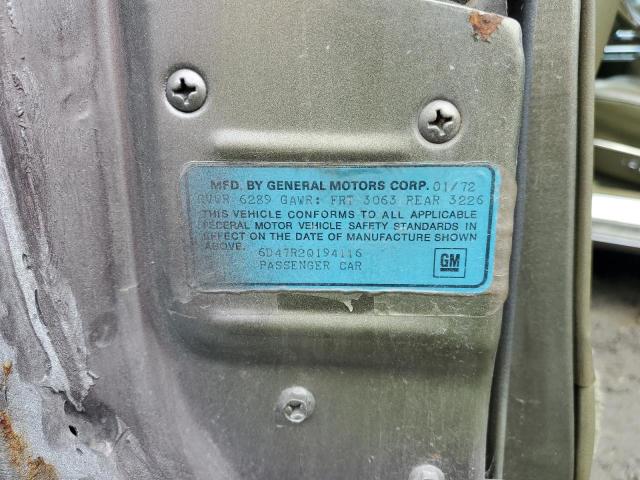 MFD. BY GENERAL MOTORS CORP. 01/72
GVWR 6289 GAWR: FRT 3063 REAR 3226
THIS VEHICLE CONFORMS TO ALL APPLICABLE
FEDERAL MOTOR VEHICLE SAFETY STANDARDS IN
EFFECT ON THE DATE OF MANUFACTURE SHOWN
ABOVE.
6D47R2Q194116
PASSENGER CAR
GM